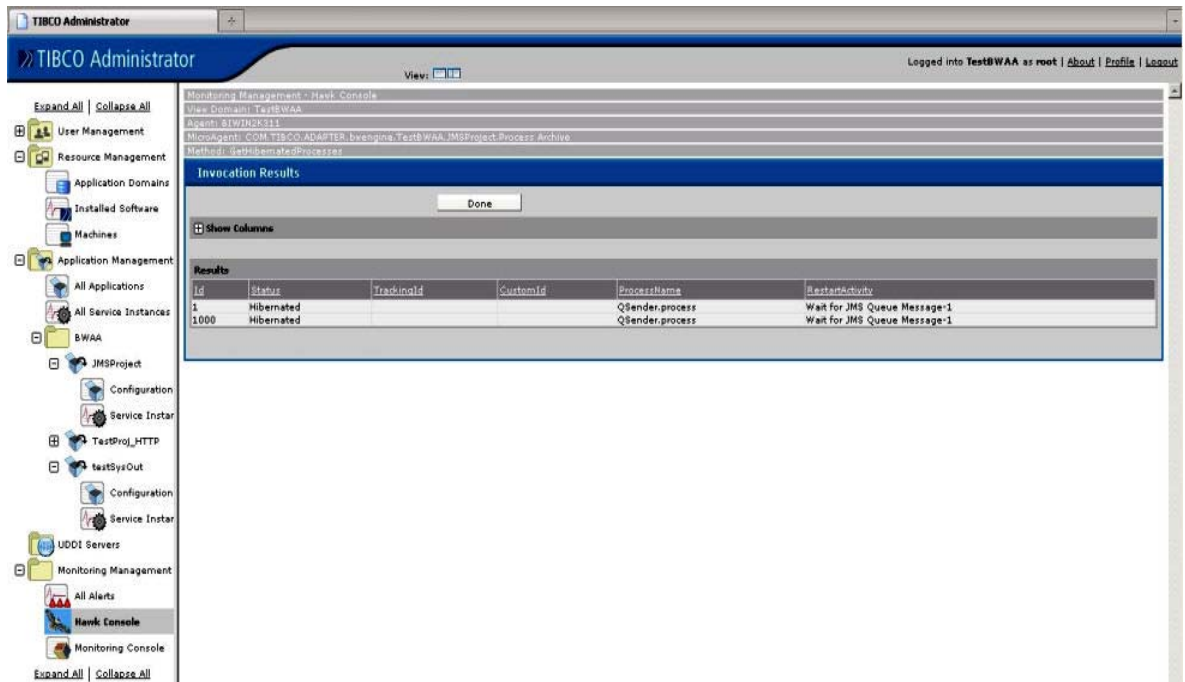 TIBCO Administrator
TIBCO Administrator
View:
Logged into TestBWAA as root | About | Profile | Logout
Expand All | Collapse All
User Management
Resource Management
Application Domains
Installed Software
Machines
Application Management
All Applications
All Service Instances
BWAA
JMSProject
Configuration
Service Instar
TestProj_HTTP
testSysOut
Configuration
Service Instar
UDDI Servers
Monitoring Management
All Alerts
Hawk Console
Monitoring Console
Expand All | Collapse All
Monitoring Management - Hawk Console
View Domain: TestBWAA
Agent: BIWIN2K311
MicroAgent: COM.TIBCO.ADAPTER.bwengine.TestBWAA.JMSProject.Process Archive
Method: GetHibernatedProcesses
Invocation Results
Done
Show Columns
Results
Id Status TrackingId CustomId ProcessName RestartActivity
1 Hibernated QSender.process Wait for JMS Queue Message-1
1000 Hibernated QSender.process Wait for JMS Queue Message-1